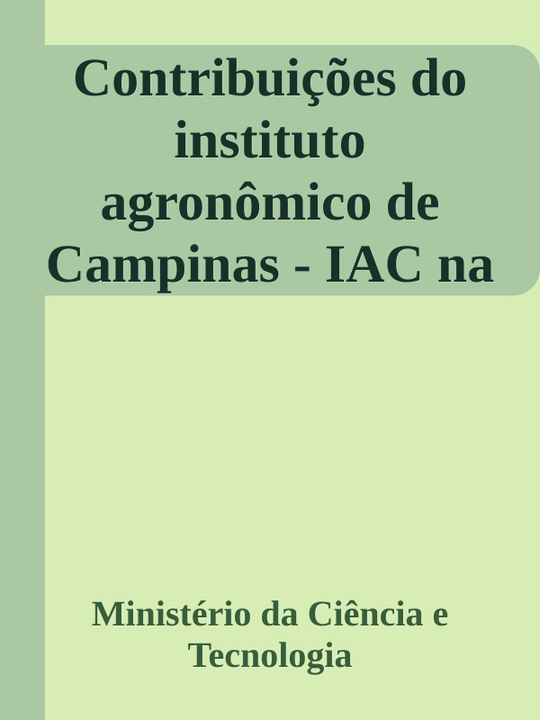 Contribuições do
instituto
agronômico de
Campinas - IAC na
Ministério da Ciência e
Tecnologia